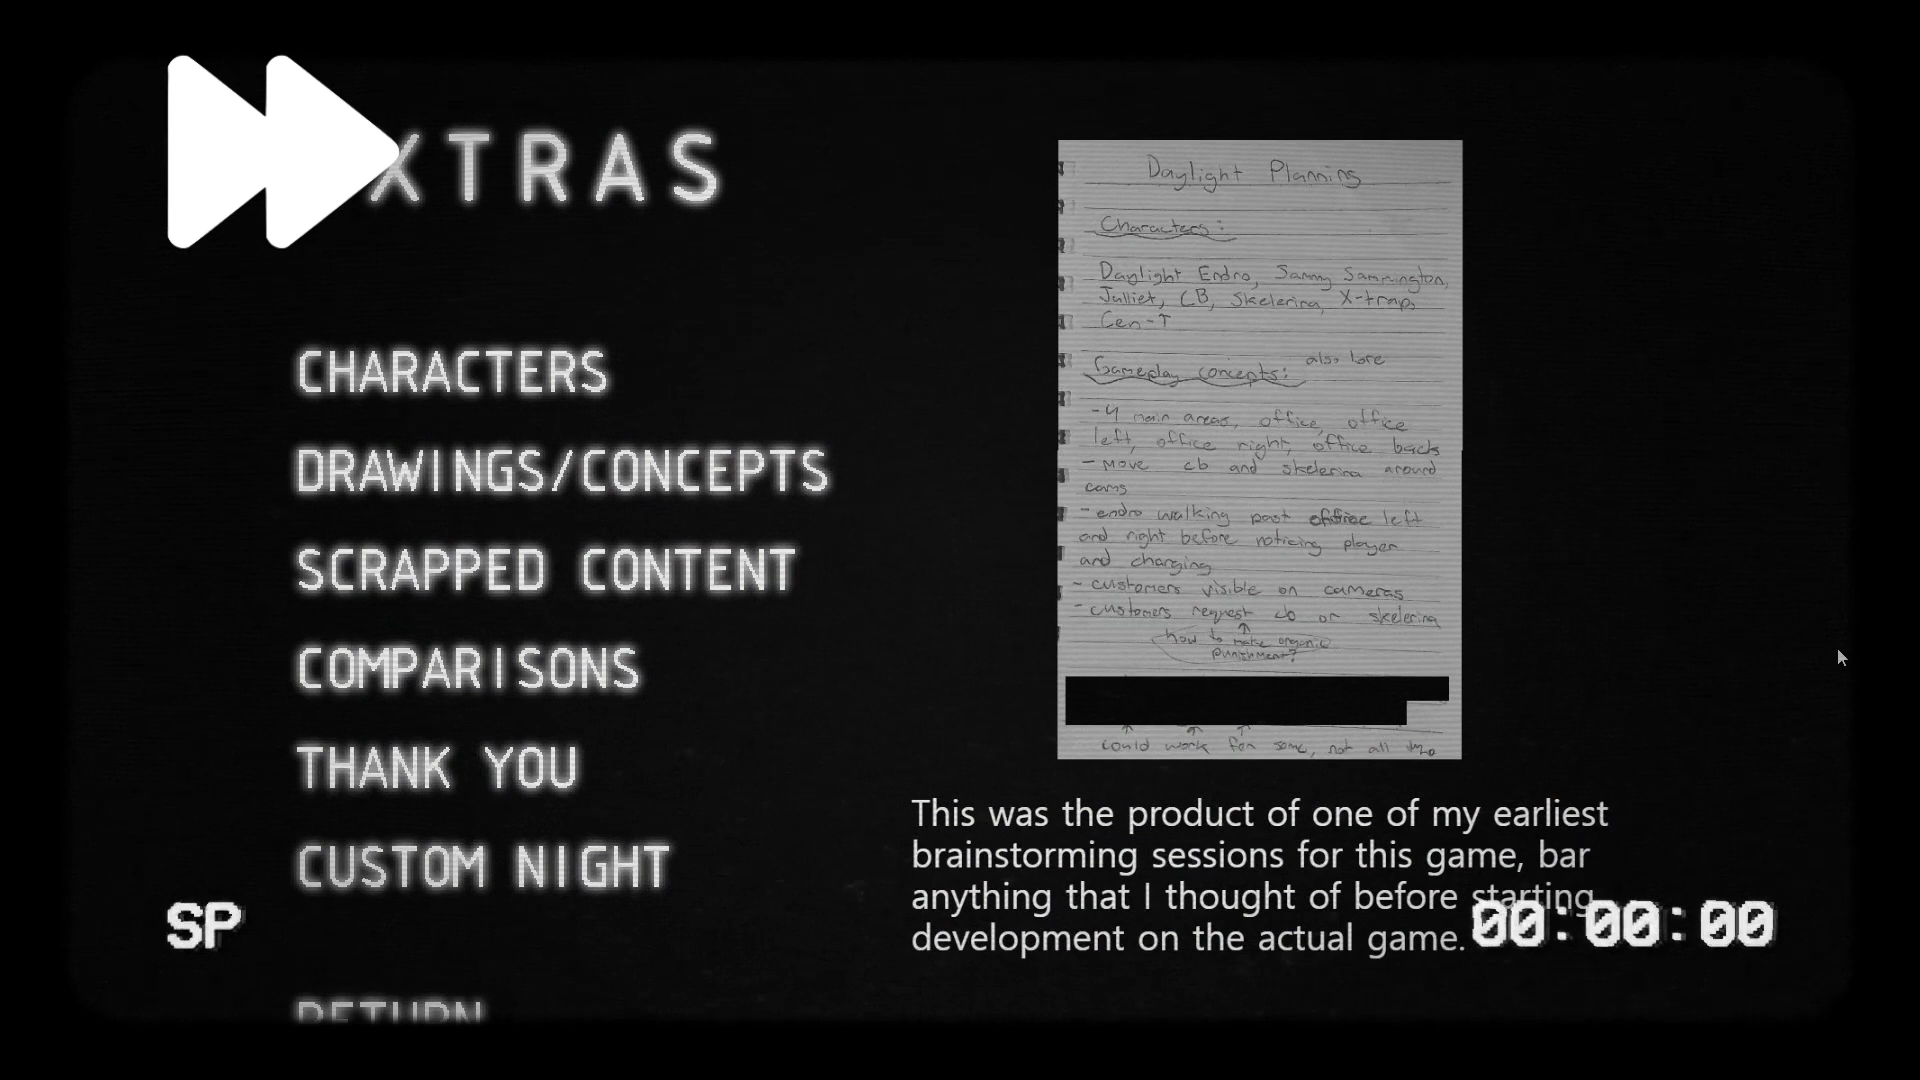 XTRAS
CHARACTERS
DRAWINGS/CONCEPTS
SCRAPPED CONTENT
COMPARISONS
THANK YOU
CUSTOM NIGHT
RETURN
SP
Daylight Planning
Characters:
Daylight Endro, Sammy Sammington,
Julliet, CB, Skelerina, X-trap,
Cen-T
also lore
Gameplay concepts:
-4 main areas, office, office
left, office right, office back
- Move cb and skelerina around
cams
- endro walking past office left
and right before noticing player
and charging
- customers visible on cameras
- customers request cb or skelerina
how to make organic
punishment?
could work for some, not all
This was the product of one of my earliest
brainstorming sessions for this game, bar
anything that I thought of before starting
development on the actual game.
00:00:00